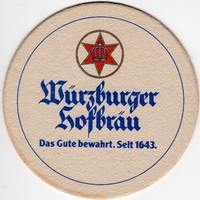 Würzburger
Hofbräu
Das Gute bewahrt. Seit 1643.